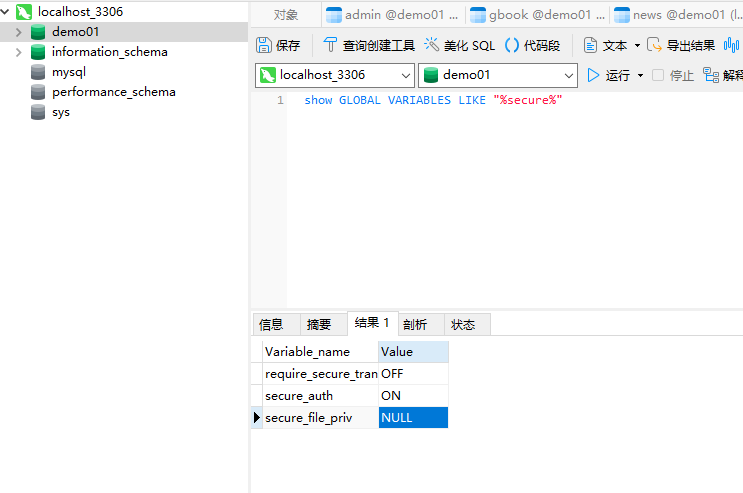 localhost_3306
demo01
information_schema
mysql
performance_schema
sys
对象 admin @demo01 ... gbook @demo01 ... news @demo01 (l...
保存 查询创建工具 美化 SQL () 代码段 文本 导出结果
localhost_3306 demo01 运行 停止 解释
1 show GLOBAL VARIABLES LIKE "%secure%"
信息 摘要 结果 1 剖析 状态
Variable_name Value
require_secure_tran OFF
secure_auth ON
secure_file_priv NULL